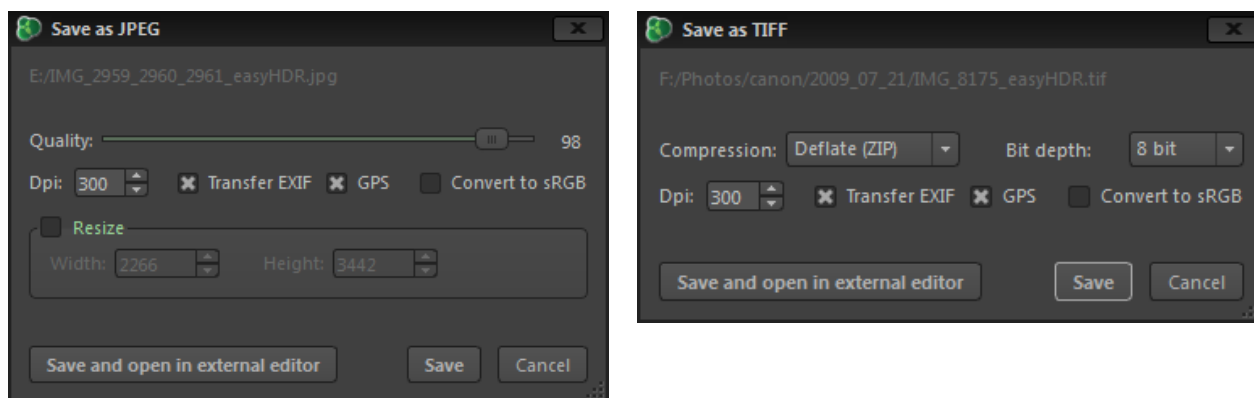 Save as JPEG
E:/IMG_2959_2960_2961_easyHDR.jpg
Quality: 98
Dpi: 300 Transfer EXIF GPS Convert to sRGB
Resize
Width: 2266 Height: 3442
Save and open in external editor Save Cancel
Save as TIFF
F:/Photos/canon/2009_07_21/IMG_8175_easyHDR.tif
Compression: Deflate (ZIP) Bit depth: 8 bit
Dpi: 300 Transfer EXIF GPS Convert to sRGB
Save and open in external editor Save Cancel